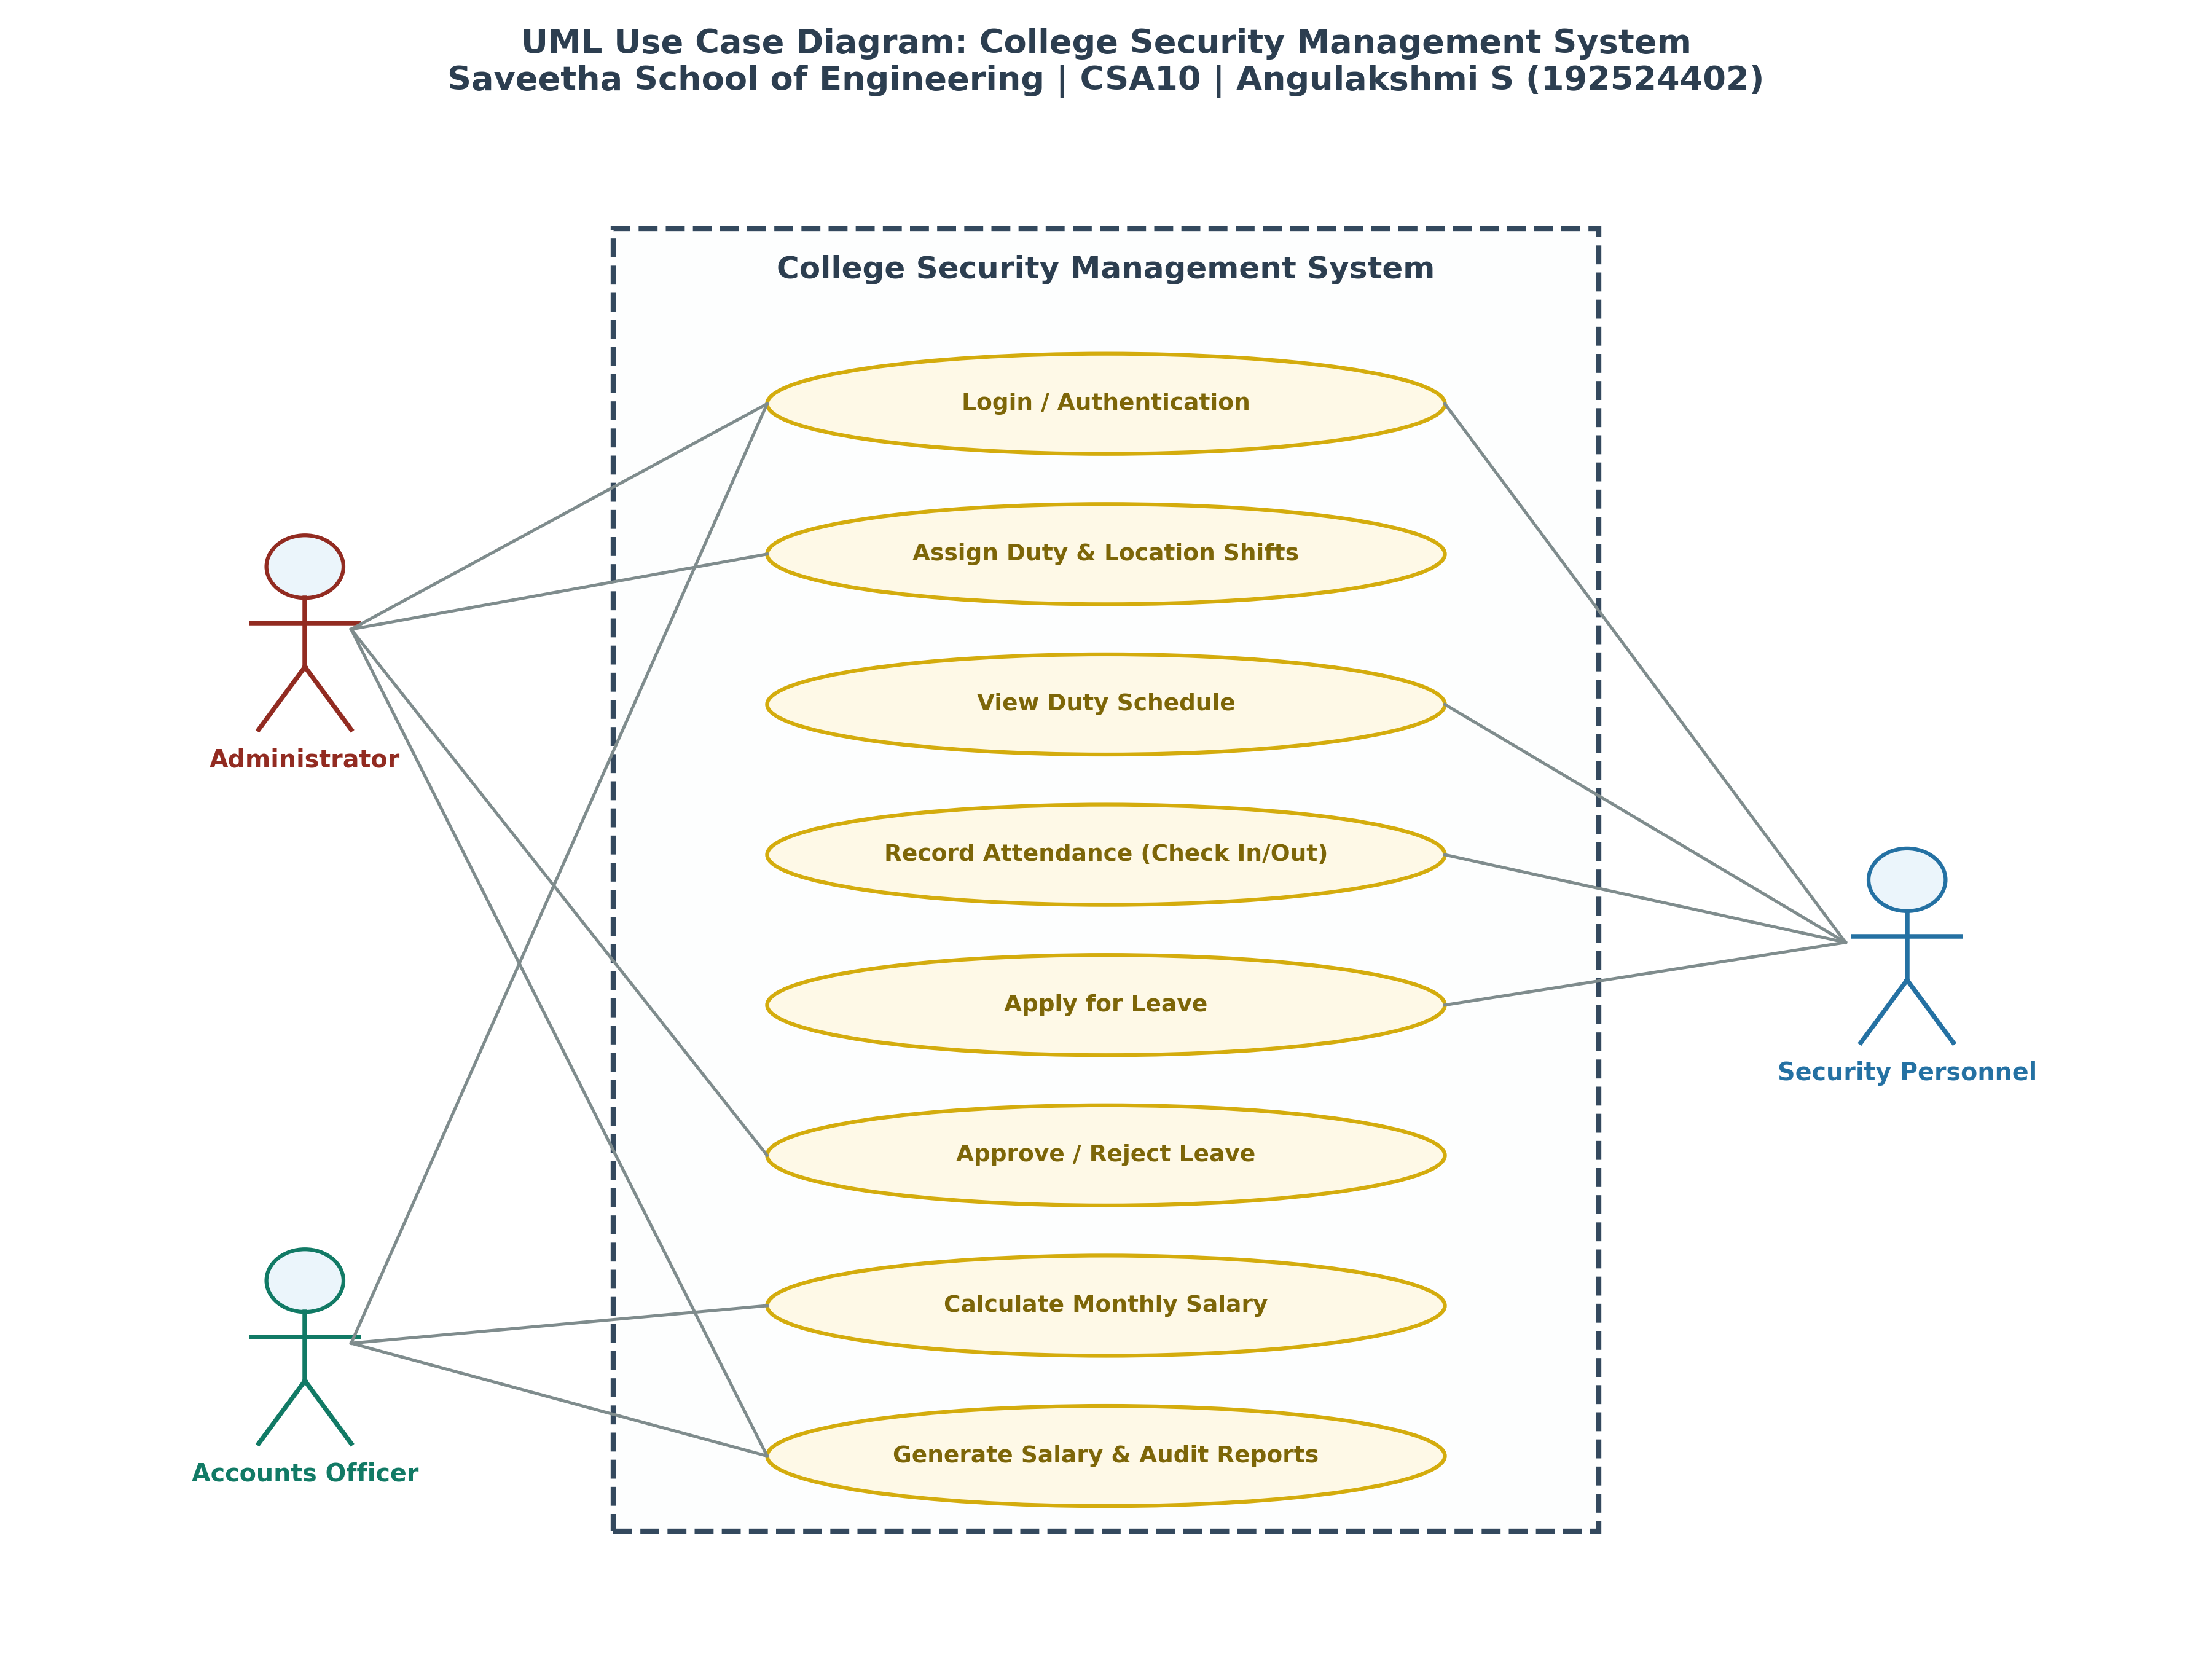 UML Use Case Diagram: College Security Management System
Saveetha School of Engineering | CSA10 | Angulakshmi S (192524402)
College Security Management System
Login / Authentication
Assign Duty & Location Shifts
View Duty Schedule
Administrator
Record Attendance (Check In/Out)
Apply for Leave
Security Personnel
Approve / Reject Leave
Calculate Monthly Salary
Generate Salary & Audit Reports
Accounts Officer